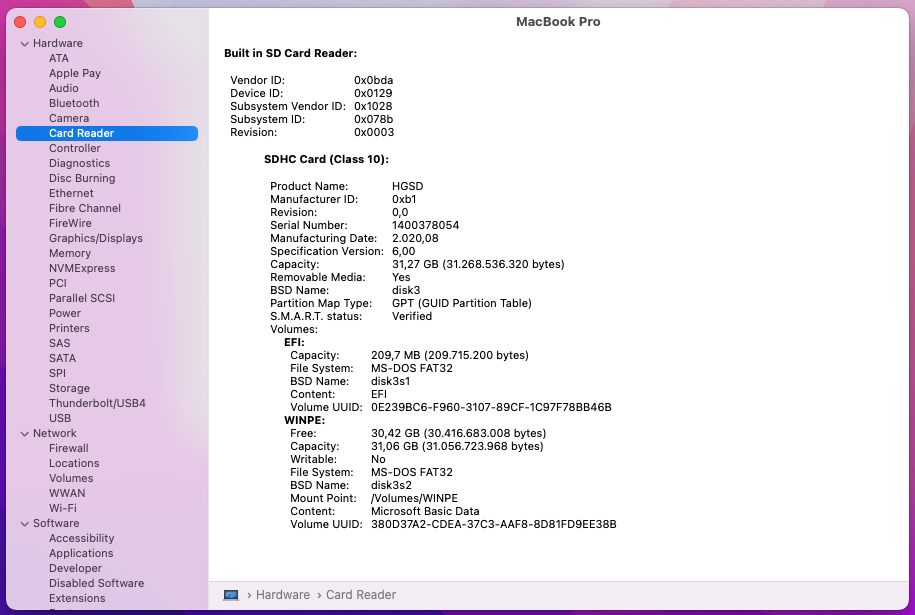 MacBook Pro
Hardware
ATA
Apple Pay
Audio
Bluetooth
Camera
Card Reader
Controller
Diagnostics
Disc Burning
Ethernet
Fibre Channel
FireWire
Graphics/Displays
Memory
NVMExpress
PCI
Parallel SCSI
Power
Printers
SAS
SATA
SPI
Storage
Thunderbolt/USB4
USB
Network
Firewall
Locations
Volumes
WWAN
Wi-Fi
Software
Accessibility
Applications
Developer
Disabled Software
Extensions
Built in SD Card Reader:
Vendor ID: 0x0bda
Device ID: 0x0129
Subsystem Vendor ID: 0x1028
Subsystem ID: 0x078b
Revision: 0x0003
SDHC Card (Class 10):
Product Name: HGSD
Manufacturer ID: 0xb1
Revision: 0,0
Serial Number: 1400378054
Manufacturing Date: 2.020,08
Specification Version: 6,00
Capacity: 31,27 GB (31.268.536.320 bytes)
Removable Media: Yes
BSD Name: disk3
Partition Map Type: GPT (GUID Partition Table)
S.M.A.R.T. status: Verified
Volumes:
EFI:
Capacity: 209,7 MB (209.715.200 bytes)
File System: MS-DOS FAT32
BSD Name: disk3s1
Content: EFI
Volume UUID: 0E239BC6-F960-3107-89CF-1C97F78BB46B
WINPE:
Free: 30,42 GB (30.416.683.008 bytes)
Capacity: 31,06 GB (31.056.723.968 bytes)
Writable: No
File System: MS-DOS FAT32
BSD Name: disk3s2
Mount Point: /Volumes/WINPE
Content: Microsoft Basic Data
Volume UUID: 380D37A2-CDEA-37C3-AAF8-8D81FD9EE38B
Hardware › Card Reader